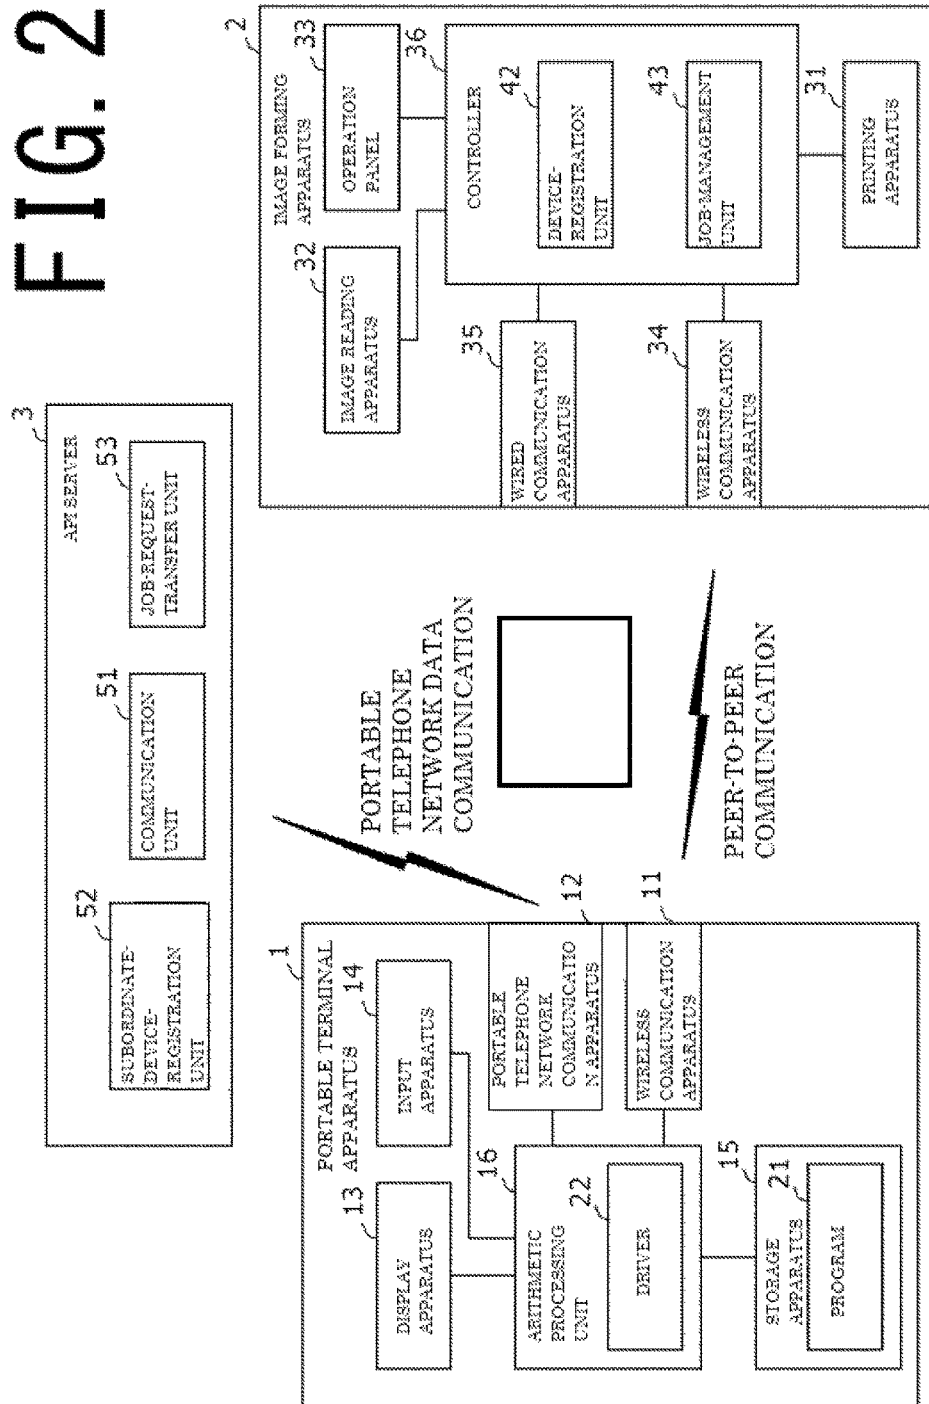 FIG. 2
3
API SERVER
52
SUBORDINATE-
DEVICE-
REGISTRATION
UNIT
51
COMMUNICATION
UNIT
53
JOB-REQUEST-
TRANSFER UNIT
1
PORTABLE TERMINAL
APPARATUS
13
DISPLAY
APPARATUS
14
INPUT
APPARATUS
16
ARITHMETIC
PROCESSING
UNIT
22
DRIVER
12
PORTABLE
TELEPHONE
NETWORK
COMMUNICATIO
N APPARATUS
11
WIRELESS
COMMUNICATION
APPARATUS
15
STORAGE
APPARATUS
21
PROGRAM
PORTABLE
TELEPHONE
NETWORK DATA
COMMUNICATION
PEER-TO-PEER
COMMUNICATION
2
IMAGE FORMING
APPARATUS
32
IMAGE READING
APPARATUS
33
OPERATION
PANEL
36
CONTROLLER
42
DEVICE-
REGISTRATION
UNIT
43
JOB-MANAGEMENT
UNIT
35
WIRED
COMMUNICATION
APPARATUS
34
WIRELESS
COMMUNICATION
APPARATUS
31
PRINTING
APPARATUS